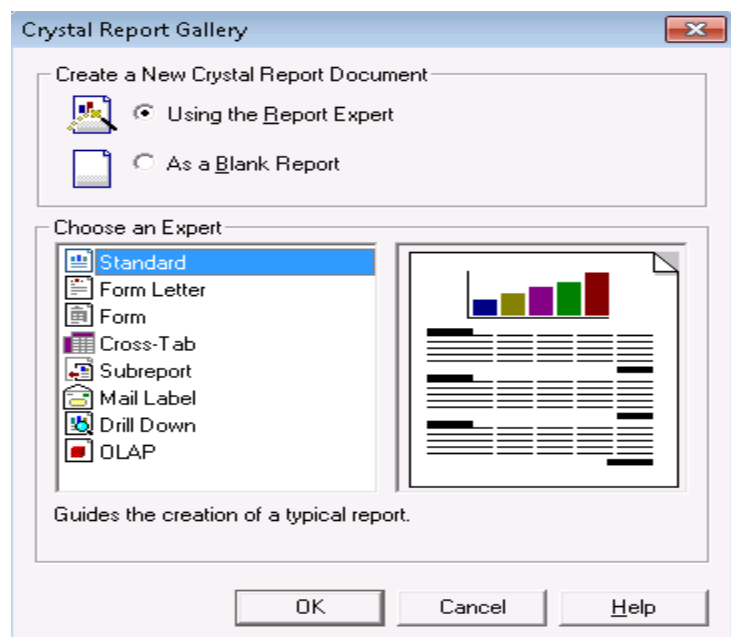 Crystal Report Gallery
Create a New Crystal Report Document
Using the Report Expert
As a Blank Report
Choose an Expert
Standard
Form Letter
Form
Cross-Tab
Subreport
Mail Label
Drill Down
OLAP
Guides the creation of a typical report.
OK Cancel Help